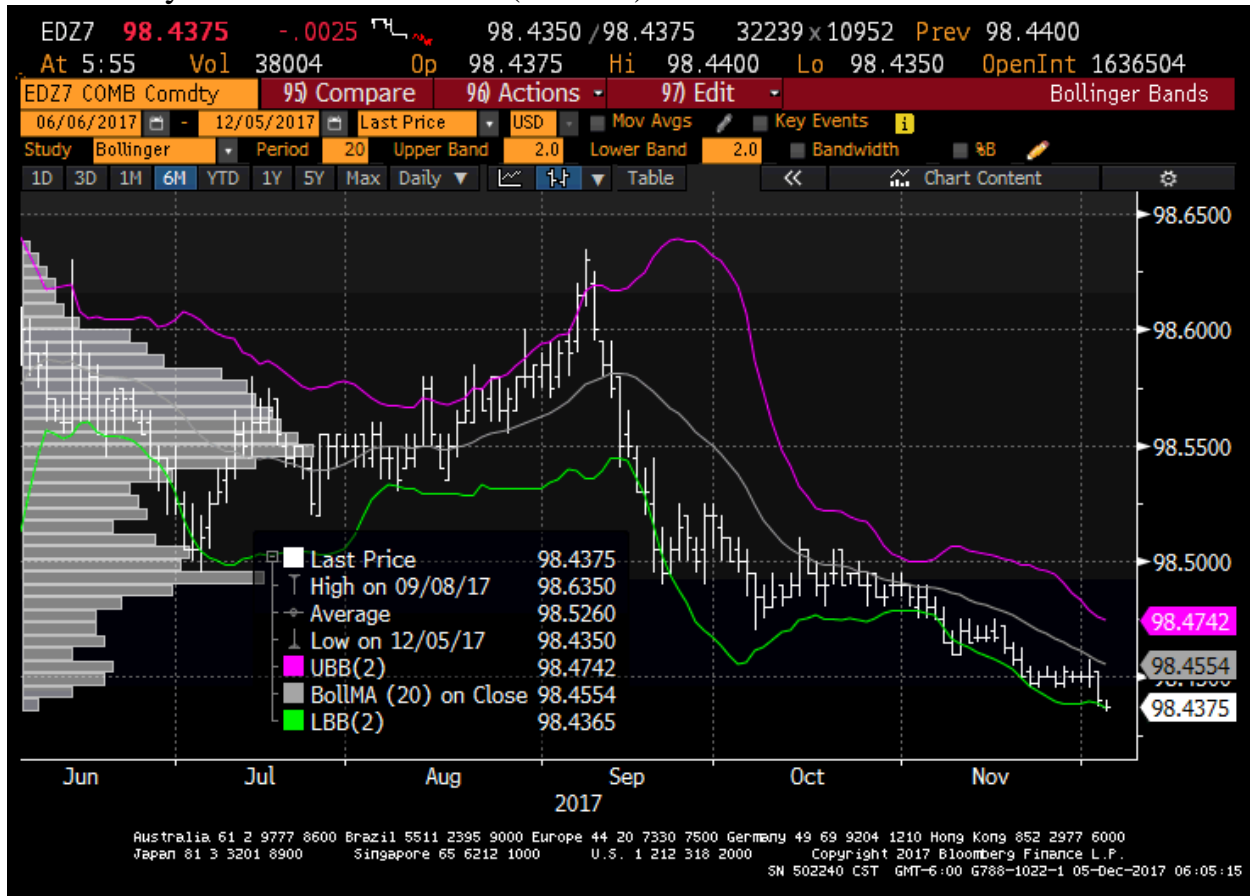 EDZ7 98.4375 -.0025 98.4350 /98.4375 32239 x 10952 Prev 98.4400
At 5:55 Vol 38004 Op 98.4375 Hi 98.4400 Lo 98.4350 OpenInt 1636504
EDZ7 COMB Comdty 95) Compare 96) Actions 97) Edit Bollinger Bands
06/06/2017 - 12/05/2017 Last Price USD Mov Avgs Key Events i
Study Bollinger Period 20 Upper Band 2.0 Lower Band 2.0 Bandwidth %B
1D 3D 1M 6M YTD 1Y 5Y Max Daily ▼ ▼ Table << Chart Content
98.6500
98.6000
98.5500
98.5000
98.4742
98.4554
98.4375
Last Price 98.4375
High on 09/08/17 98.6350
Average 98.5260
Low on 12/05/17 98.4350
UBB(2) 98.4742
BollMA (20) on Close 98.4554
LBB(2) 98.4365
Jun Jul Aug Sep Oct Nov
2017
Australia 61 2 9777 8600 Brazil 5511 2395 9000 Europe 44 20 7330 7500 Germany 49 69 9204 1210 Hong Kong 852 2977 6000
Japan 81 3 3201 8900 Singapore 65 6212 1000 U.S. 1 212 318 2000 Copyright 2017 Bloomberg Finance L.P.
SN 502240 CST GMT-6:00 G788-1022-1 05-Dec-2017 06:05:15